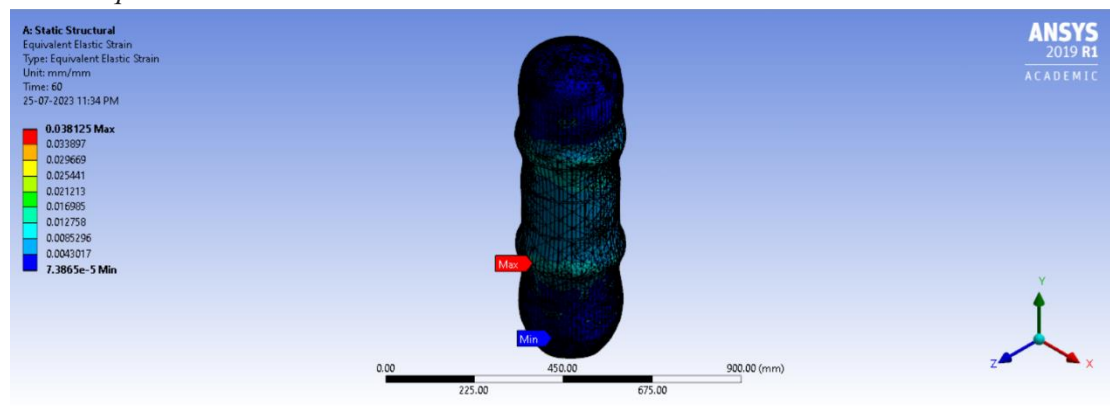 A: Static Structural
Equivalent Elastic Strain
Type: Equivalent Elastic Strain
Unit: mm/mm
Time: 60
25-07-2023 11:34 PM
0.038125 Max
0.033897
0.029669
0.025441
0.021213
0.016985
0.012758
0.0085296
0.0043017
7.3865e-5 Min
ANSYS
2019 R1
ACADEMIC
Max
Min
0.00 450.00 900.00 (mm)
225.00 675.00
Y
Z X